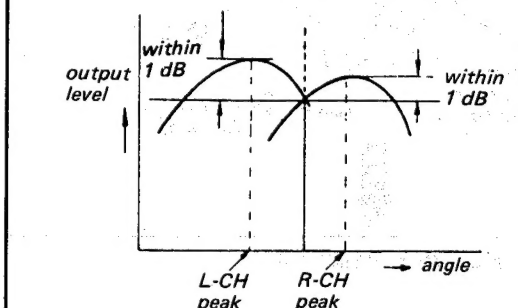 within
1 dB
output
level
within
1 dB
angle
L-CH
peak
R-CH
peak